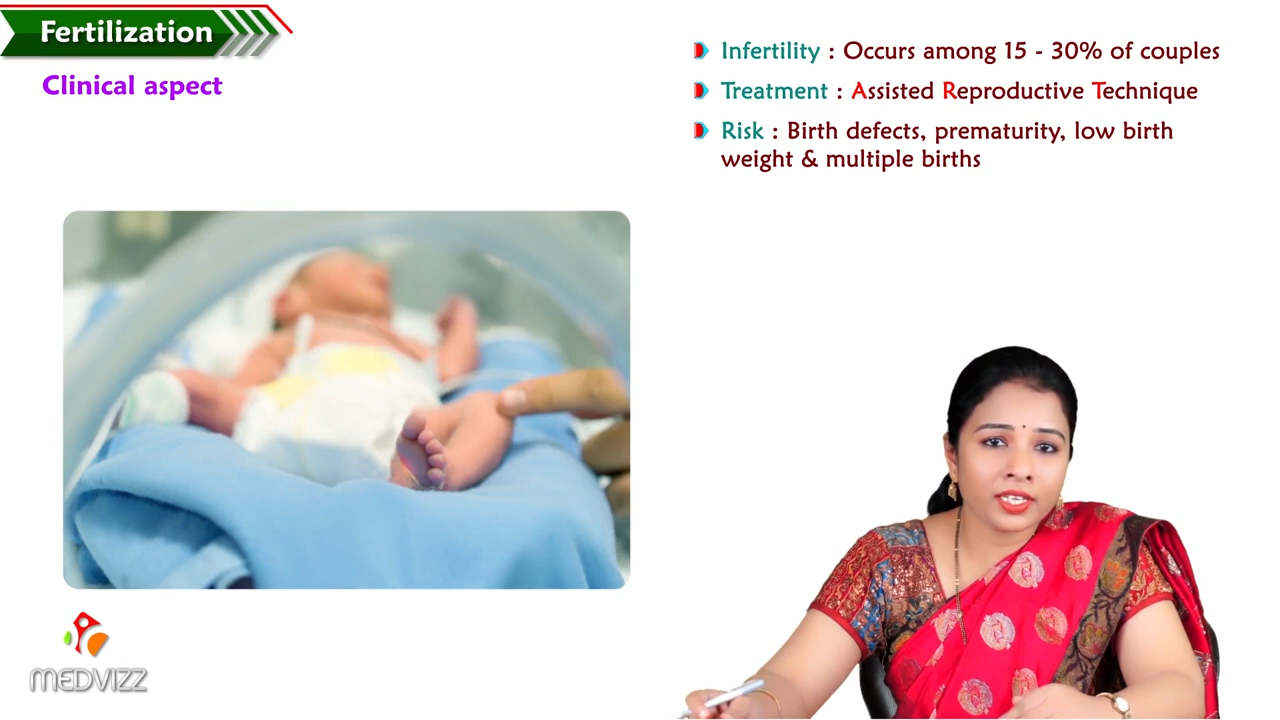 Fertilization
Clinical aspect
Infertility : Occurs among 15 - 30% of couples
Treatment : Assisted Reproductive Technique
Risk : Birth defects, prematurity, low birth
weight & multiple births
MEDVIZZ